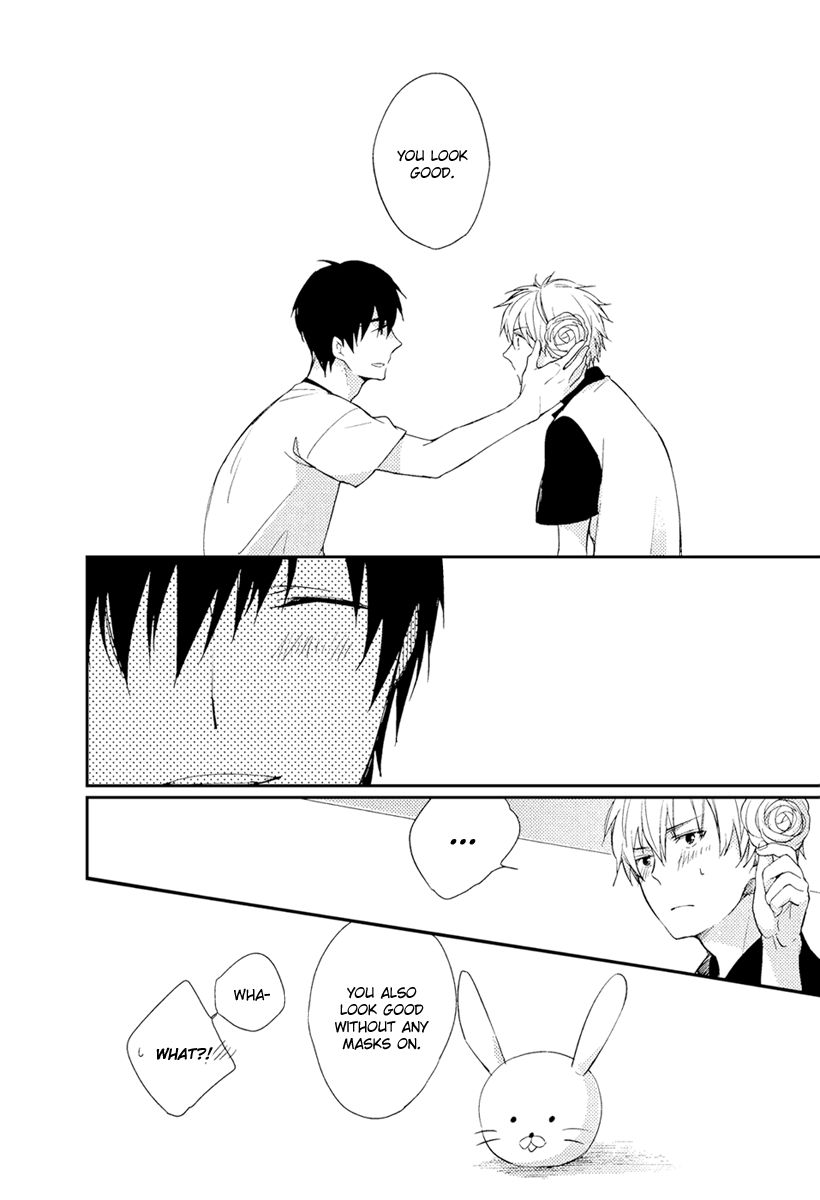 YOU LOOK
GOOD.
...
YOU ALSO
LOOK GOOD
WITHOUT ANY
MASKS ON.
WHA-
WHAT?!